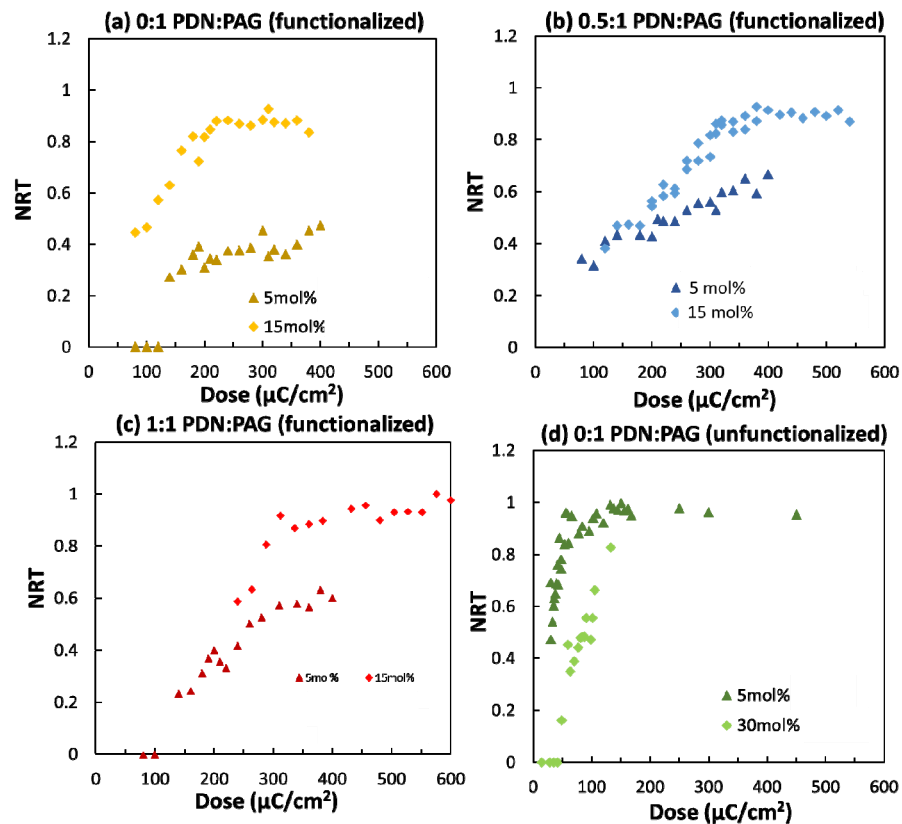 (a) 0:1 PDN:PAG (functionalized)
1.2
1
0.8
0.6
0.4
0.2
0
NRT
5mol%
15mol%
0 100 200 300 400 500 600
Dose (µC/cm²)
(b) 0.5:1 PDN:PAG (functionalized)
1.2
1
0.8
0.6
0.4
0.2
0
NRT
5 mol%
15 mol%
0 100 200 300 400 500 600
Dose (µC/cm²)
(c) 1:1 PDN:PAG (functionalized)
1.2
1
0.8
0.6
0.4
0.2
0
NRT
5mo%
15mol%
0 100 200 300 400 500 600
Dose (µC/cm²)
(d) 0:1 PDN:PAG (unfunctionalized)
1.2
1
0.8
0.6
0.4
0.2
0
NRT
5mol%
30mol%
0 100 200 300 400 500 600
Dose (µC/cm²)